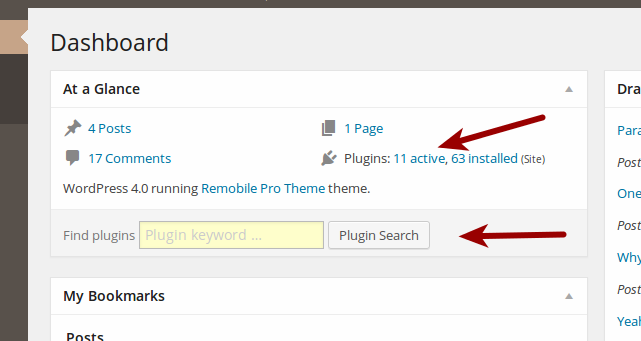 Dashboard
At a Glance
4 Posts
1 Page
17 Comments
Plugins: 11 active, 63 installed (Site)
WordPress 4.0 running Remobile Pro Theme theme.
Find plugins Plugin keyword ... Plugin Search
My Bookmarks
Posts
Dra
Para
Post
One
Post
Why
Post
Yeah